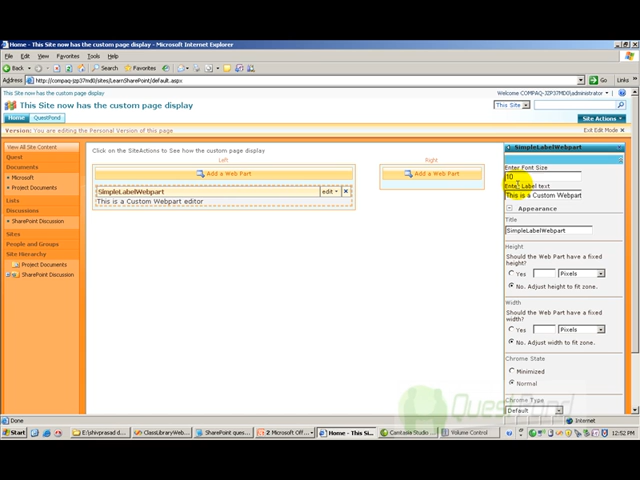 Home - This Site now has the custom page display - Microsoft Internet Explorer
File Edit View Favorites Tools Help
Back Search Favorites
Address http://compaq-jzp37md0/sites/LearnSharePoint/default.aspx Go Links
This Site now has the custom page display Welcome COMPAQ-JZP37MD0\administrator
This Site now has the custom page display This Site
Home QuestPond Site Actions
Version: You are editing the Personal Version of this page Exit Edit Mode
View All Site Content
Quest
Documents
Microsoft
Project Documents
Lists
Discussions
SharePoint Discussion
Sites
People and Groups
Site Hierarchy
Project Documents
SharePoint Discussion
Click on the SiteActions to See how the custom page display
Left Right
Add a Web Part Add a Web Part
SimpleLabelWebpart edit
This is a Custom Webpart editor
SimpleLabelWebpart
Enter Font Size
10
Enter Label text
This is a Custom Webpart
Appearance
Title
SimpleLabelWebpart
Height
Should the Web Part have a fixed
height?
Yes Pixels
No. Adjust height to fit zone.
Width
Should the Web Part have a fixed
width?
Yes Pixels
No. Adjust width to fit zone.
Chrome State
Minimized
Normal
Chrome Type
Default
QuestPond
Done Internet
Start E:\shivprasad d... ClassLibraryWeb... SharePoint ques... 2 Microsoft Off... Home - This Si... Camtasia Studio ... Volume Control 12:52 PM